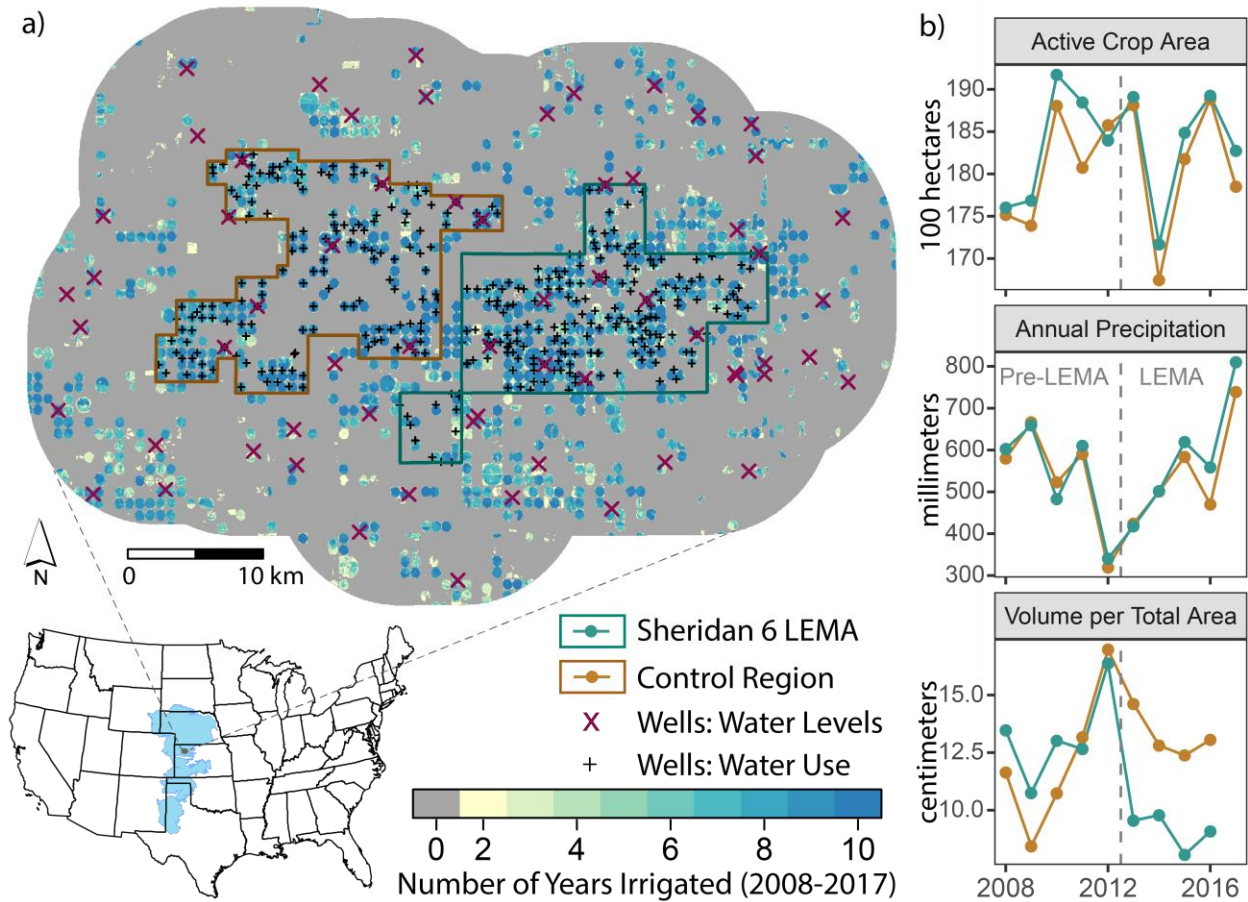 a)
N
0
10 km
Sheridan 6 LEMA
Control Region
Wells: Water Levels
Wells: Water Use
0 2 4 6 8 10
Number of Years Irrigated (2008-2017)
b)
Active Crop Area
100 hectares
190
185
175
170
Annual Precipitation
millimeters
800
700
600
500
400
300
Pre-LEMA
LEMA
Volume per Total Area
centimeters
15.0
12.5
10.0
2008 2012 2016